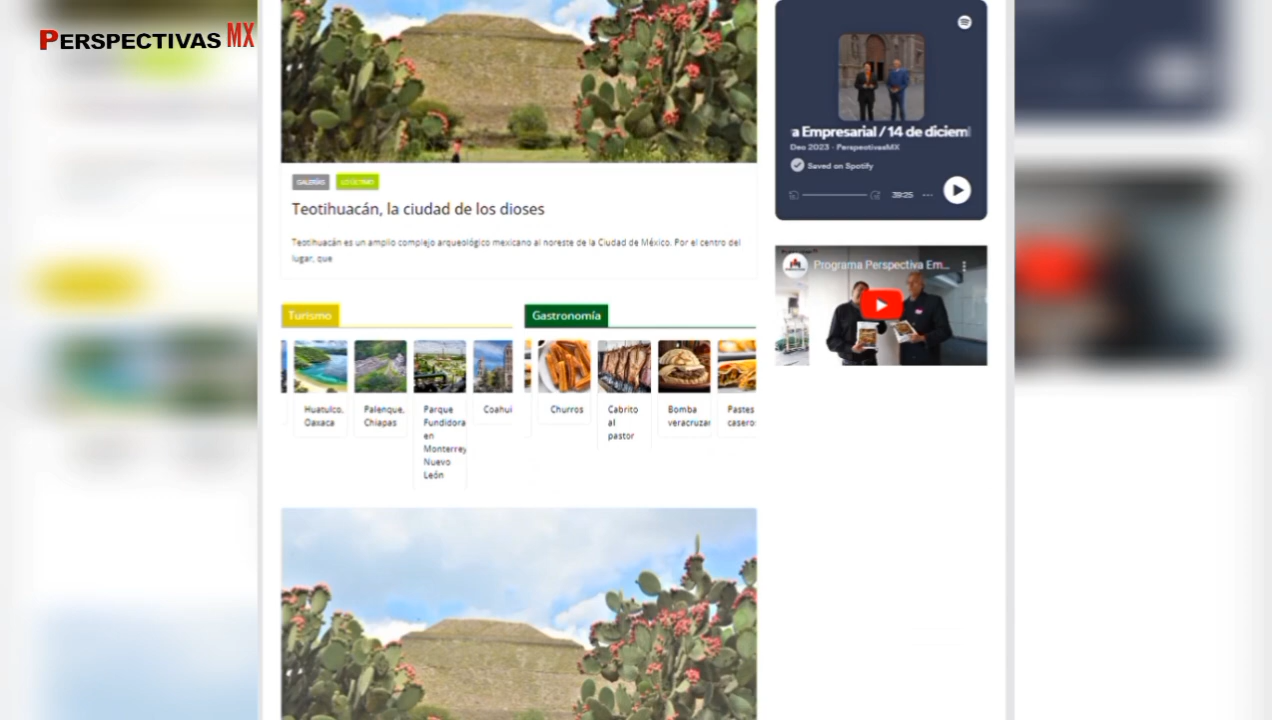 PERSPECTIVAS MX
GALERÍAS
LO ÚLTIMO
Teotihuacán, la ciudad de los dioses
Teotihuacán es un amplio complejo arqueológico mexicano al noreste de la Ciudad de México. Por el centro del
lugar, que
Turismo
Huatulco,
Oaxaca
Palenque,
Chiapas
Parque
Fundidora
en
Monterrey
Nuevo
León
Coahui
Gastronomía
Churros
Cabrito
al
pastor
Bomba
veracruzan
Pastes
caseros
a Empresarial / 14 de diciem
Dec 2023 · PerspectivasMX
Saved on Spotify
39:25
Programa Perspectiva Em...